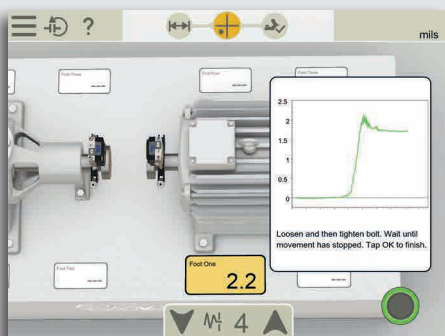 ?
mils
Foot Three
Foot Four
Foot Three
2.5
2
1.5
1
0.5
0
Loosen and then tighten bolt. Wait until
movement has stopped. Tap OK to finish.
Foot Two
Foot One
2.2
4